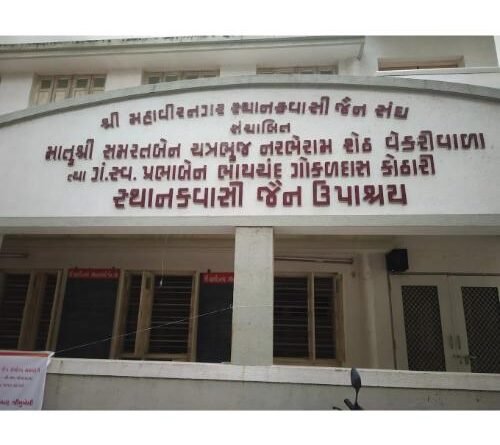 શ્રી મહાવીરનગર સ્થાનકવાસી જૈન સંઘ
સંચાલિત
માતુશ્રી સમરતબેન ચત્રભુજ નરભેરામ શેઠ વેકરીવાળા
તથા ગં.સ્વ. પ્રભાબેન ભાયચંદ ગોકળદાસ કોઠારી
સ્થાનકવાસી જૈન ઉપાશ્રય